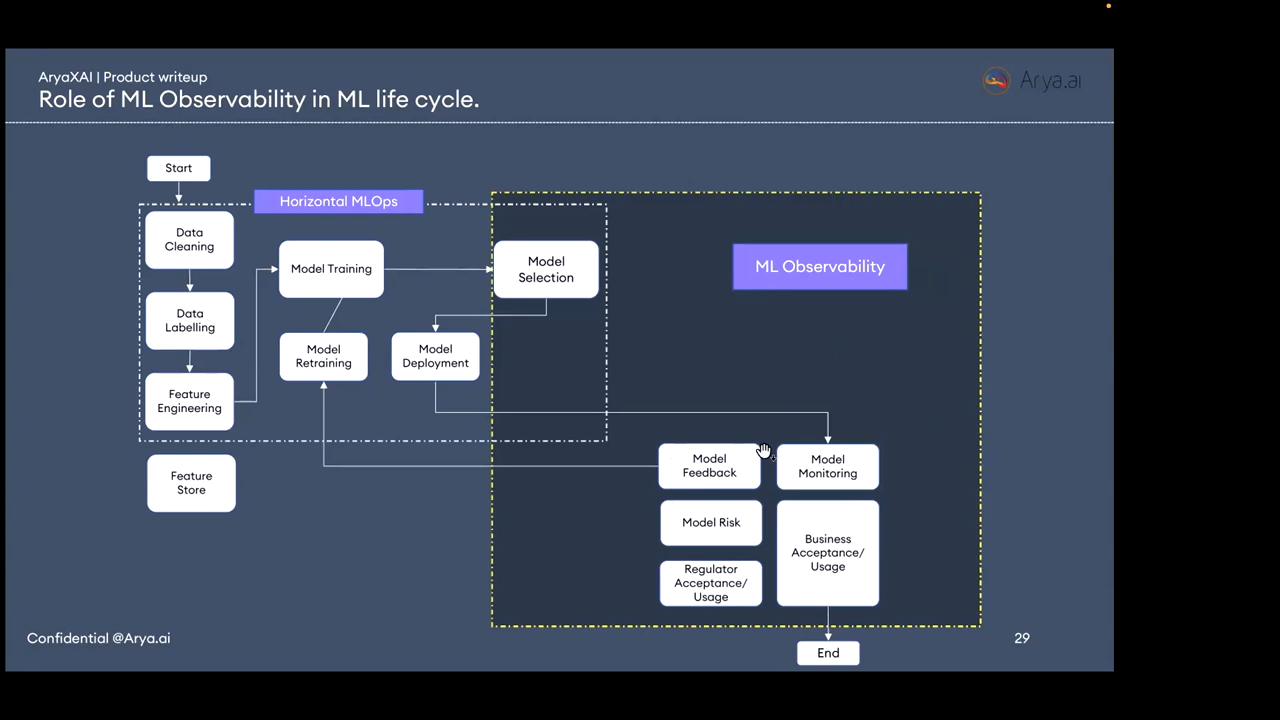 AryaXAI | Product writeup
Role of ML Observability in ML life cycle.
Arya.ai
Start
Horizontal MLOps
Data
Cleaning
Model Training
Model
Selection
ML Observability
Data
Labelling
Model
Retraining
Model
Deployment
Feature
Engineering
Feature
Store
Model
Feedback
Model
Monitoring
Model Risk
Business
Acceptance/
Usage
Regulator
Acceptance/
Usage
End
Confidential @Arya.ai
29